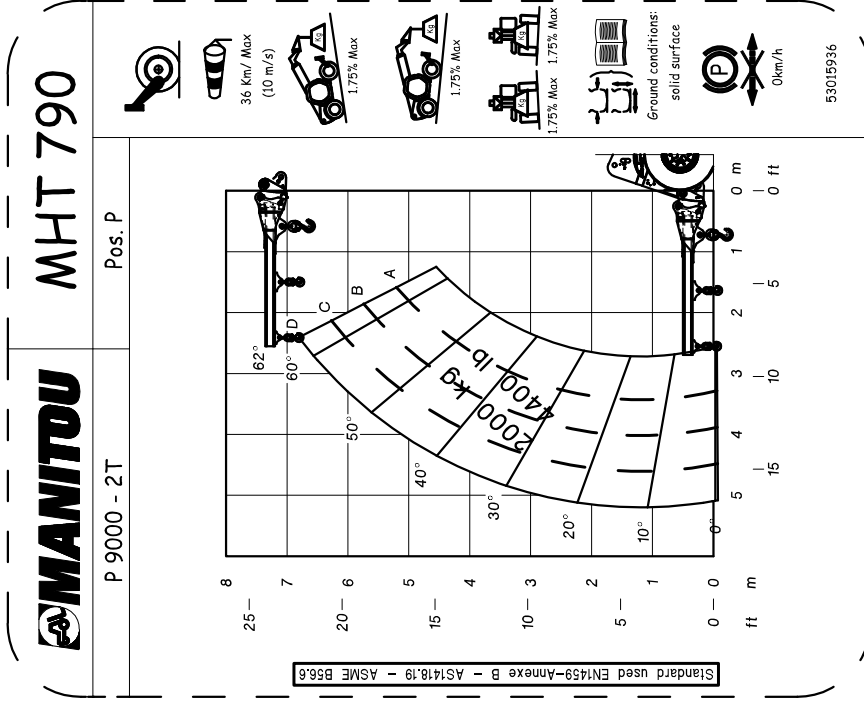 MANITOU
MHT 790
P 9000 - 2T
Pos. P
36 Km/ Max
(10 m/s)
Kg
1.75% Max
Kg
1.75% Max
Kg
Kg
1.75% Max
1.75% Max
Ground conditions:
solid surface
P
0km/h
53015936
62°
60°
50°
40°
30°
20°
10°
0°
D
C
B
A
2000 kg
4400 lb
8
7
6
5
4
3
2
1
0
m
25
20
15
10
5
0
ft
5
4
3
2
1
0 m
15
10
5
0 ft
Standard used EN1459-Annexe B - AS1418.19 - ASME B56.6